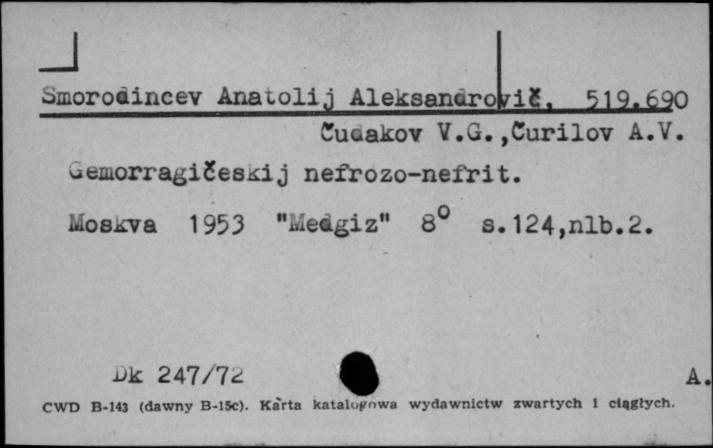 Smorodincev Anatolij Aleksandrovič, 519.690
Čudakov V.G.,Čurilov A.V.
Gemorragičeskij nefrozo-nefrit.
Moskva 1953 "Medgiz" 8° s.124,nlb.2.
Dk 247/72 A.
CWD B-143 (dawny B-15c). Karta katalogowa wydawnictw zwartych i ciągłych.